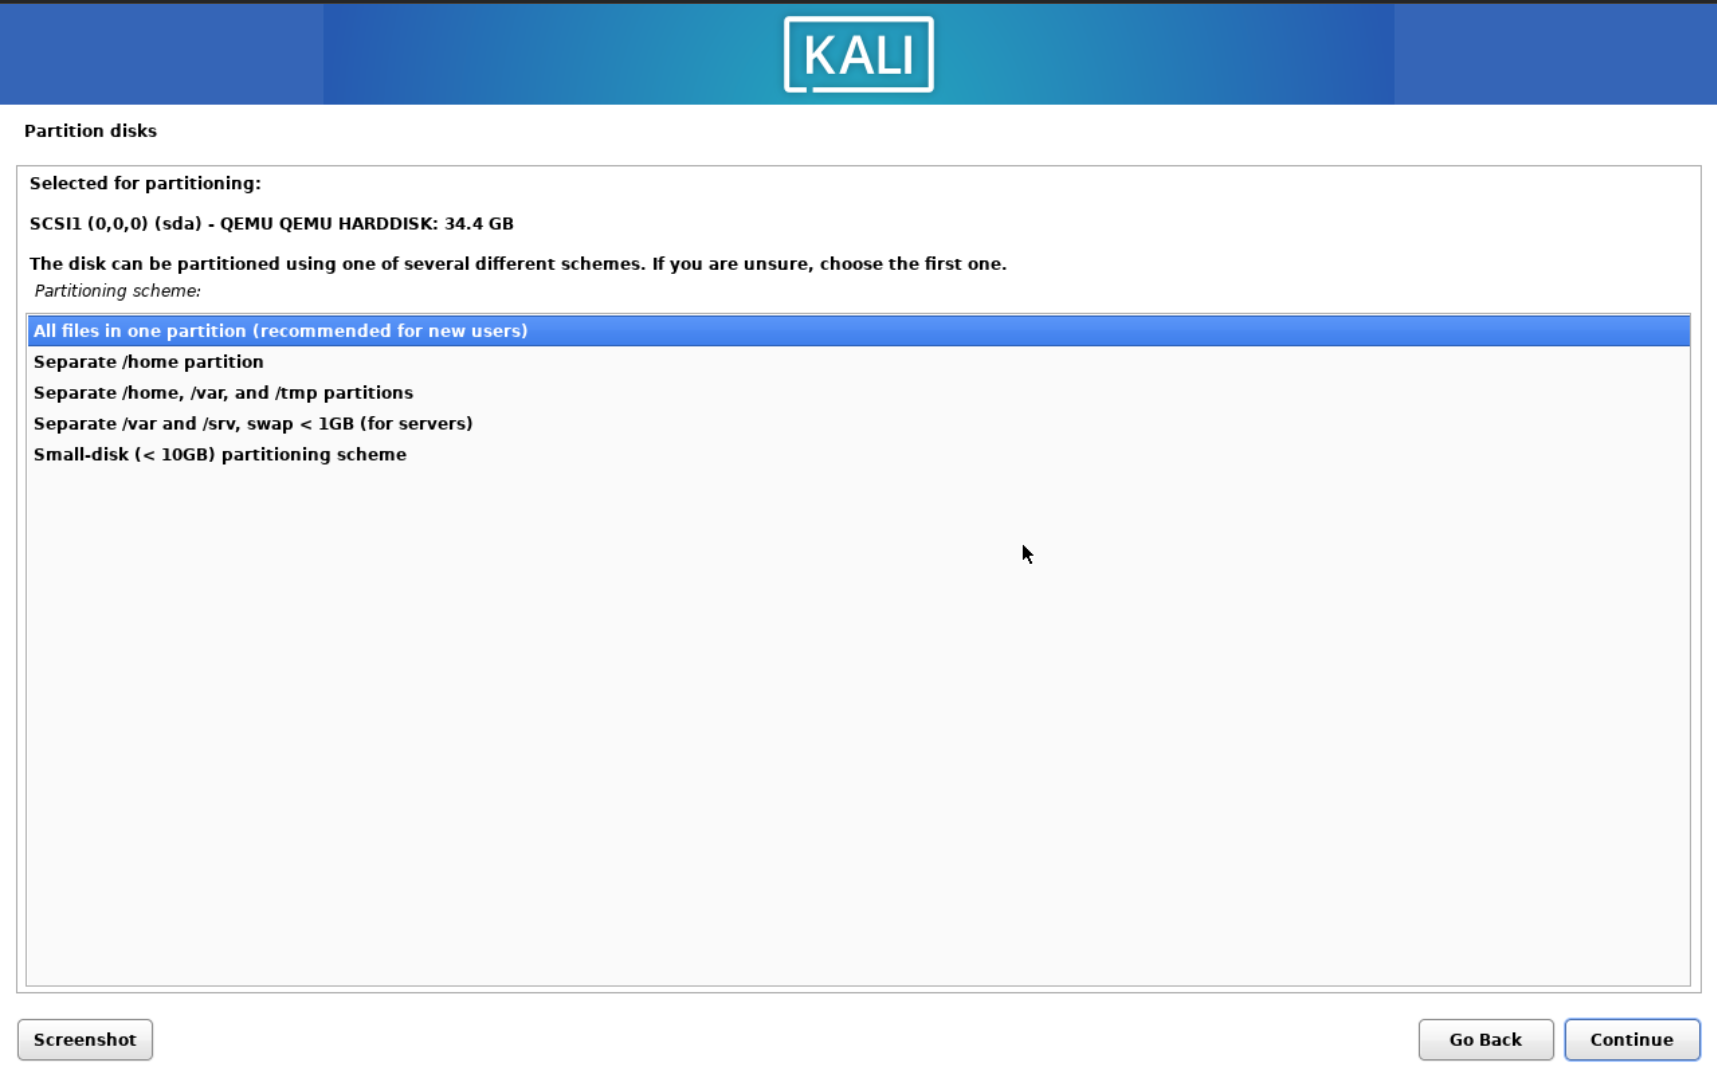 KALI
Partition disks
Selected for partitioning:
SCSI1 (0,0,0) (sda) - QEMU QEMU HARDDISK: 34.4 GB
The disk can be partitioned using one of several different schemes. If you are unsure, choose the first one.
Partitioning scheme:
All files in one partition (recommended for new users)
Separate /home partition
Separate /home, /var, and /tmp partitions
Separate /var and /srv, swap < 1GB (for servers)
Small-disk (< 10GB) partitioning scheme
Screenshot
Go Back
Continue